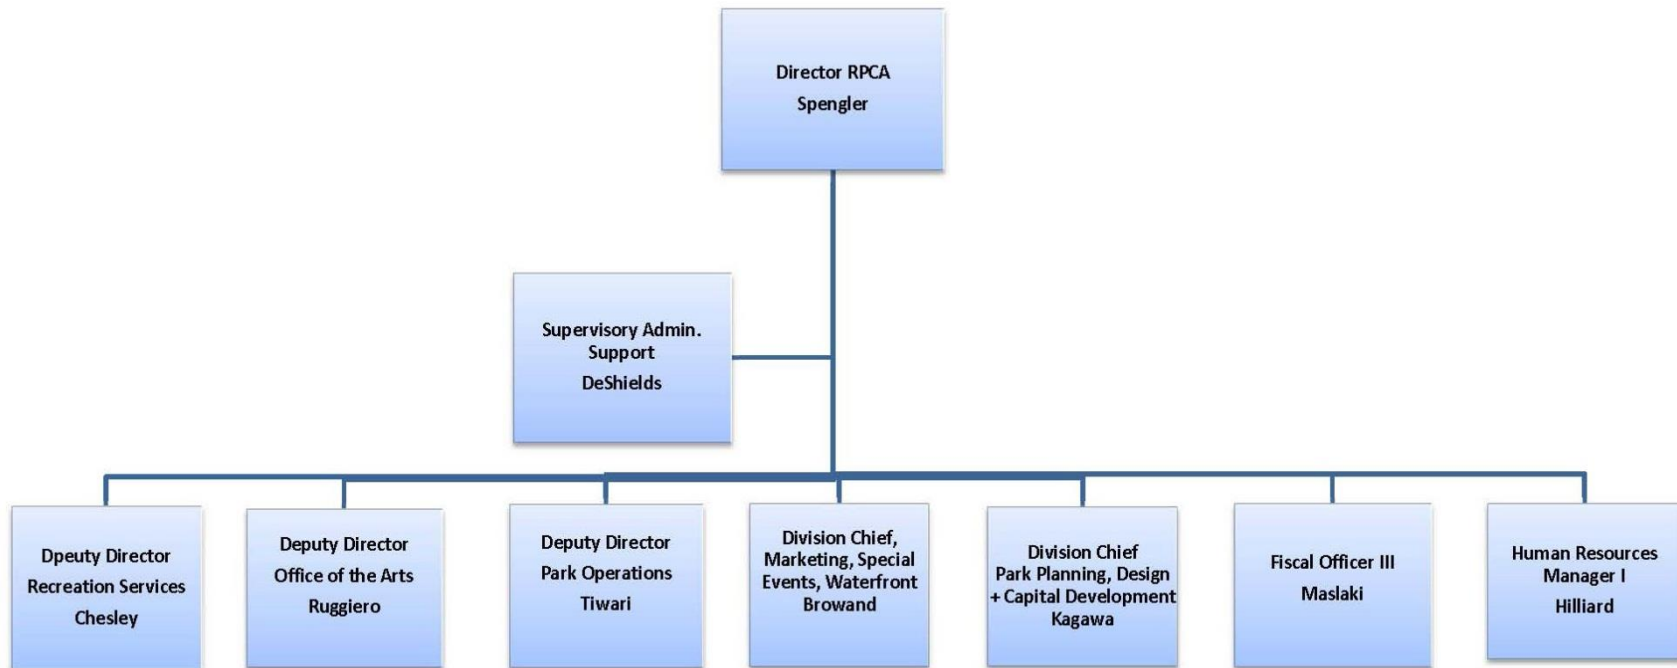 Director RPCA
Spengler
Supervisory Admin.
Support
DeShields
Dpeuty Director
Recreation Services
Chesley
Deputy Director
Office of the Arts
Ruggiero
Deputy Director
Park Operations
Tiwari
Division Chief,
Marketing, Special
Events, Waterfront
Browand
Division Chief
Park Planning, Design
+ Capital Development
Kagawa
Fiscal Officer III
Maslaki
Human Resources
Manager I
Hilliard